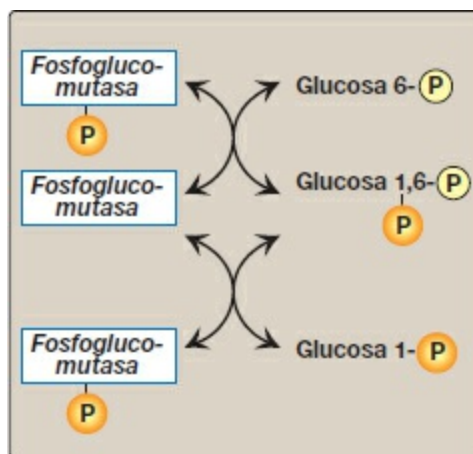 Fosfogluco-
mutasa
P
Glucosa 6-P
Fosfogluco-
mutasa
Glucosa 1,6-P
P
Fosfogluco-
mutasa
P
Glucosa 1-P